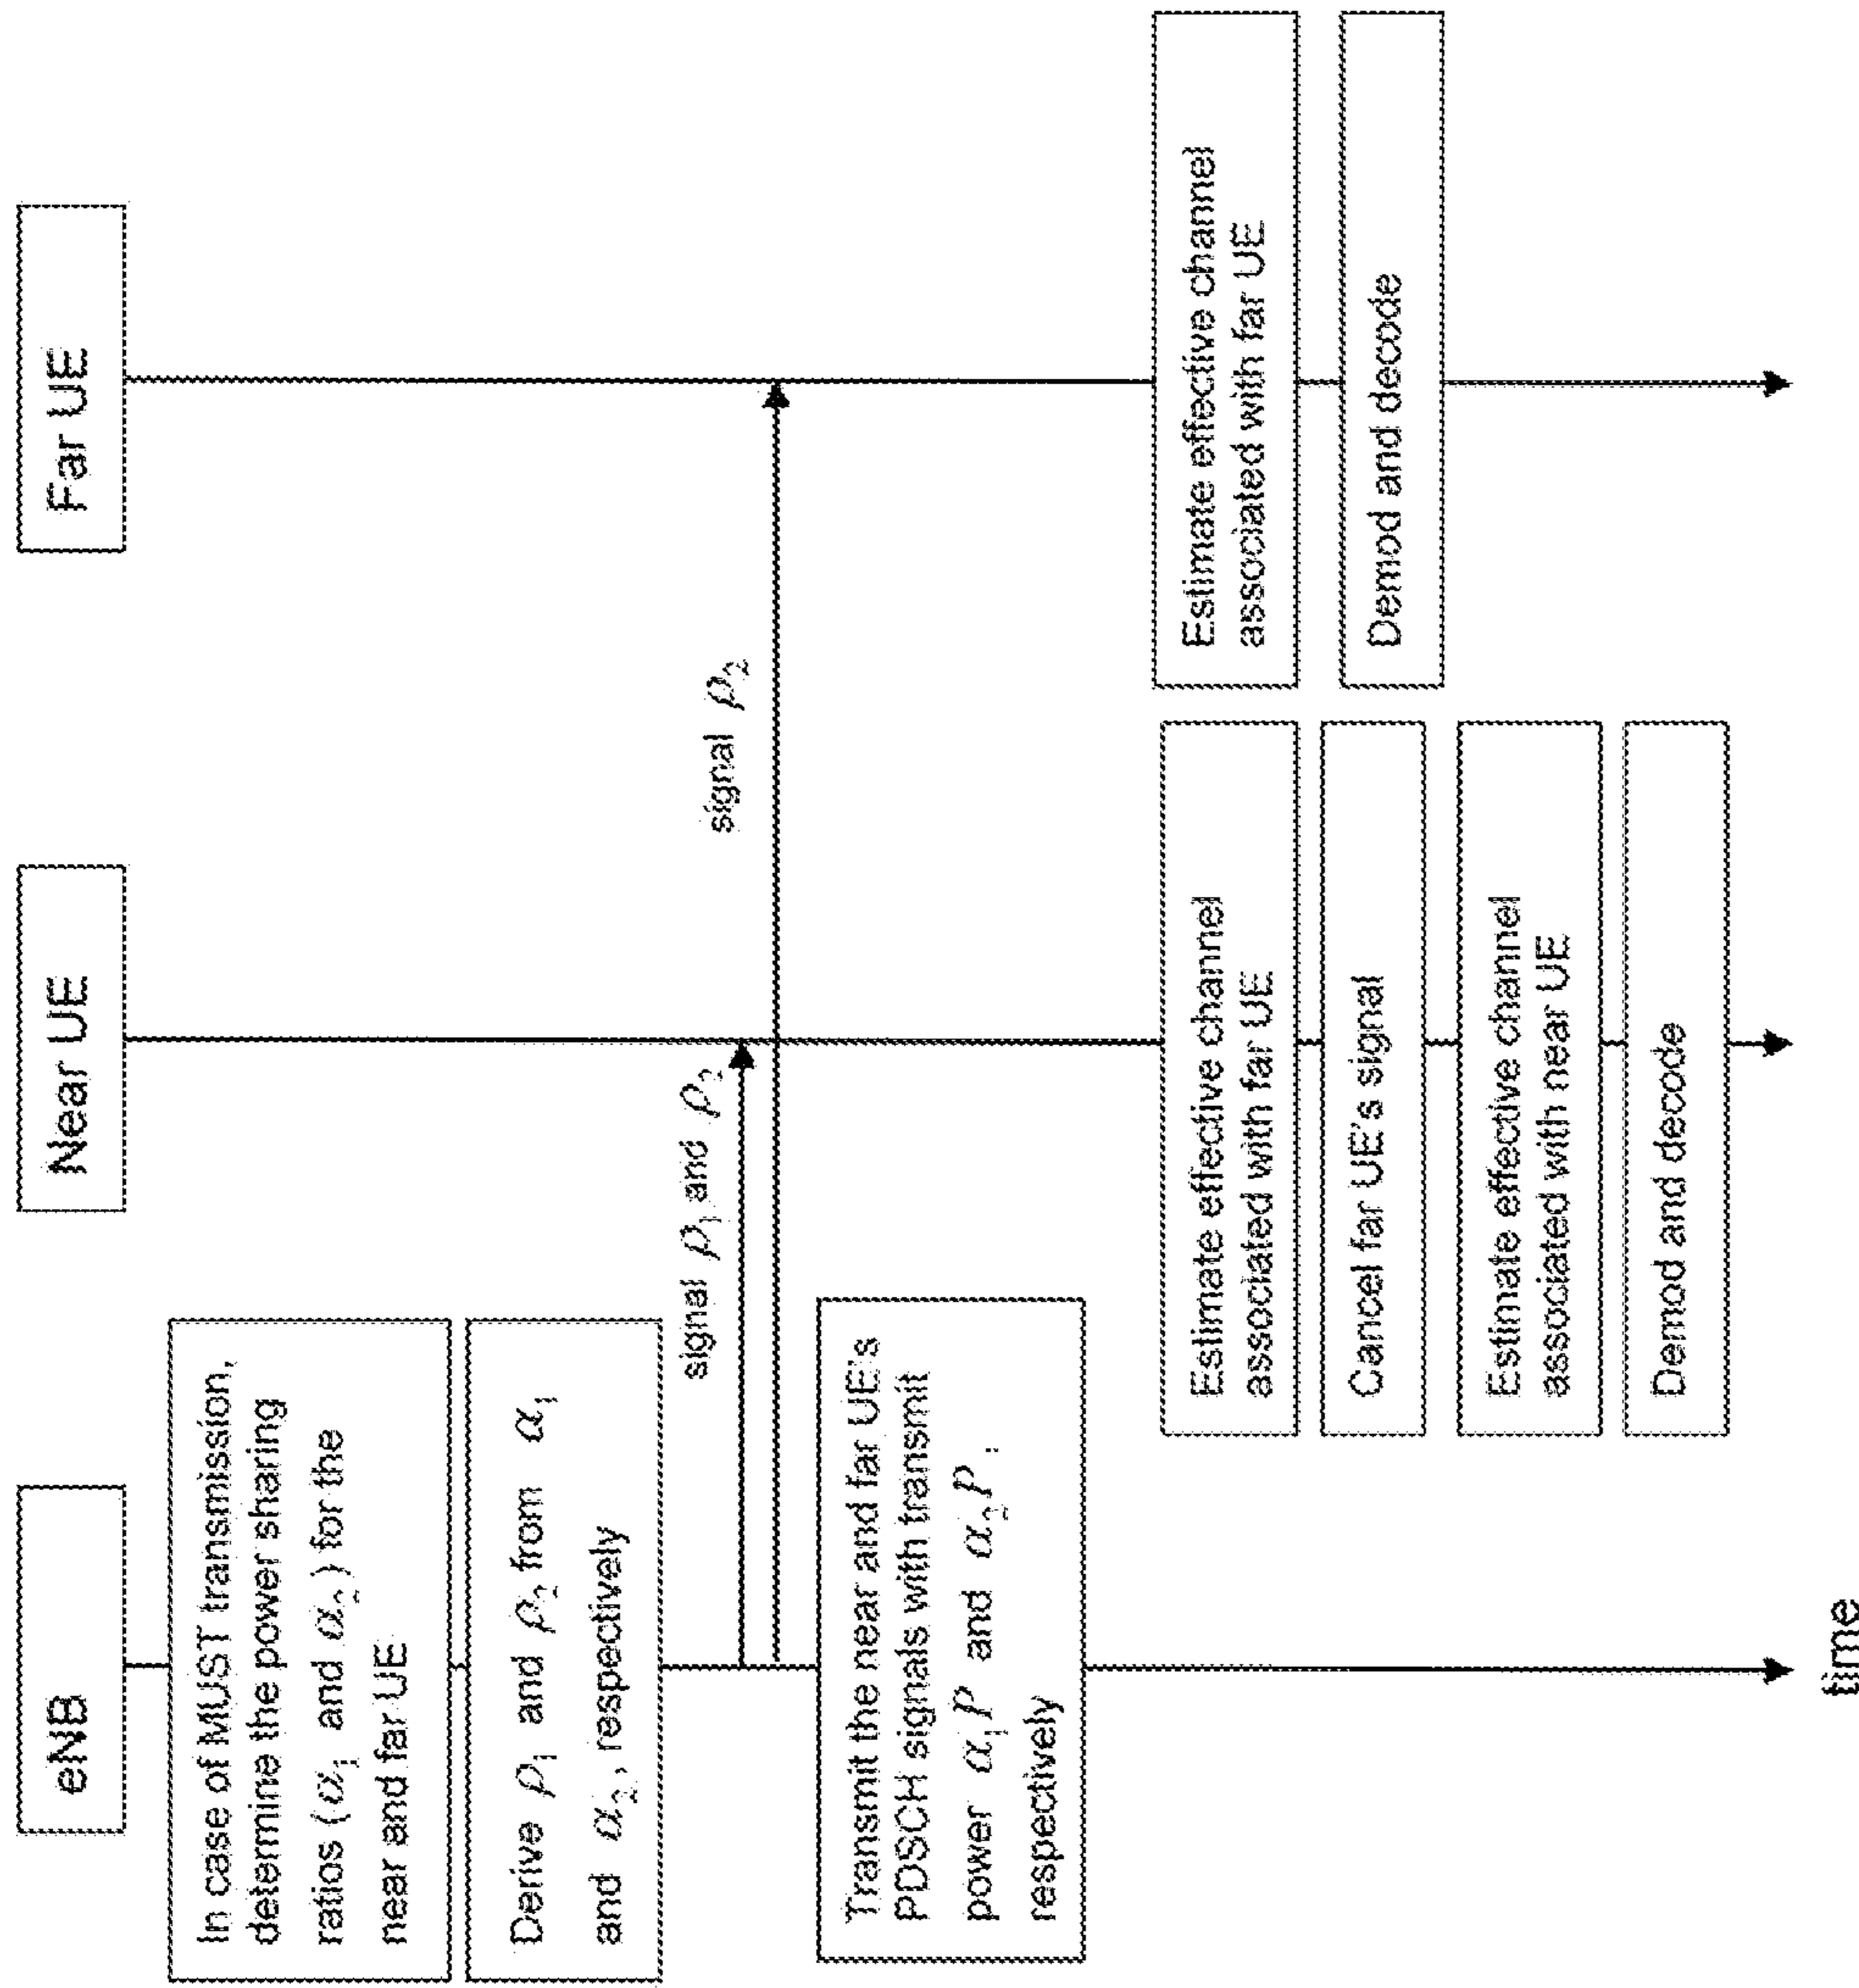 eNB
Near UE
Far UE
In case of MUST transmission,
determine the power sharing
ratios (α₁ and α₂) for the
near and far UE
Derive ρ₁ and ρ₂ from α₁
and α₂, respectively
signal ρ₁ and ρ₂
signal ρ₂
Transmit the near and far UE's
PDSCH signals with transmit
power α₁P and α₂P,
respectively
Estimate effective channel
associated with far UE
Cancel far UE's signal
Estimate effective channel
associated with near UE
Demod and decode
Estimate effective channel
associated with far UE
Demod and decode
time